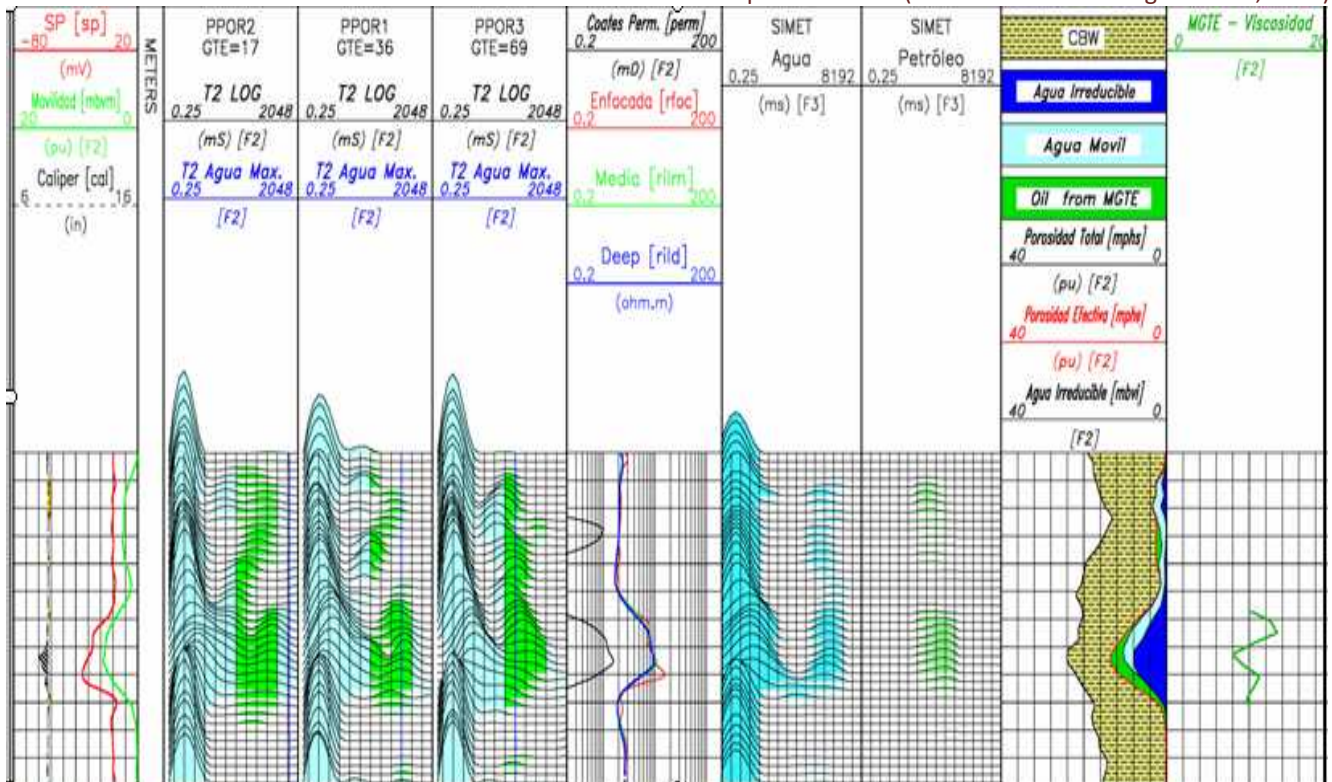 SP [sp]
-80 20
(mV)
Movilidad [mbvm]
20 0
(pu) [F2]
Caliper [cal]
6 16
(in)
METERS
PPOR2
GTE=17
T2 LOG
0.25 2048
(mS) [F2]
T2 Agua Max.
0.25 2048
[F2]
PPOR1
GTE=36
T2 LOG
0.25 2048
(mS) [F2]
T2 Agua Max.
0.25 2048
[F2]
PPOR3
GTE=69
T2 LOG
0.25 2048
(mS) [F2]
T2 Agua Max.
0.25 2048
[F2]
Coates Perm. [perm]
0.2 200
(mD) [F2]
Enfocada [rfoc]
0.2 200
Media [rilm]
0.2 200
Deep [rild]
0.2 200
(ohm.m)
SIMET
Agua
0.25 8192
(ms) [F3]
SIMET
Petróleo
0.25 8192
(ms) [F3]
CBW
Agua Irreducible
Agua Movil
Oil from MGTE
Porosidad Total [mphs]
40 0
(pu) [F2]
Porosidad Efectiva [mphe]
40 0
(pu) [F2]
Agua Irreducible [mbvi]
40 0
[F2]
MGTE - Viscosidad
0 20
[F2]